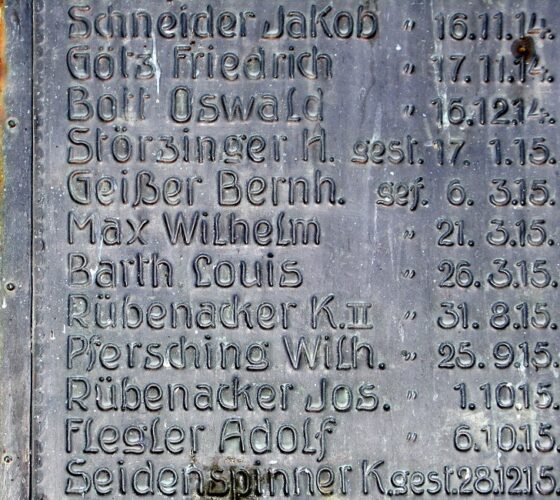 Schneider Jakob " 16.11.14.
Götz Friedrich " 17.11.14.
Bott Oswald " 16.12.14.
Störzinger H. gest. 17. 1.15.
Geißer Bernh. gef. 6. 3.15.
Max Wilhelm " 21. 3.15.
Barth Louis " 26.3.15.
Rübenacker K.II " 31. 8.15.
Pfersching Wilh. " 25.9.15.
Rübenacker Jos. " 1.10.15.
Flegler Adolf " 6.10.15
Seidenspinner K.gest.28.12.15